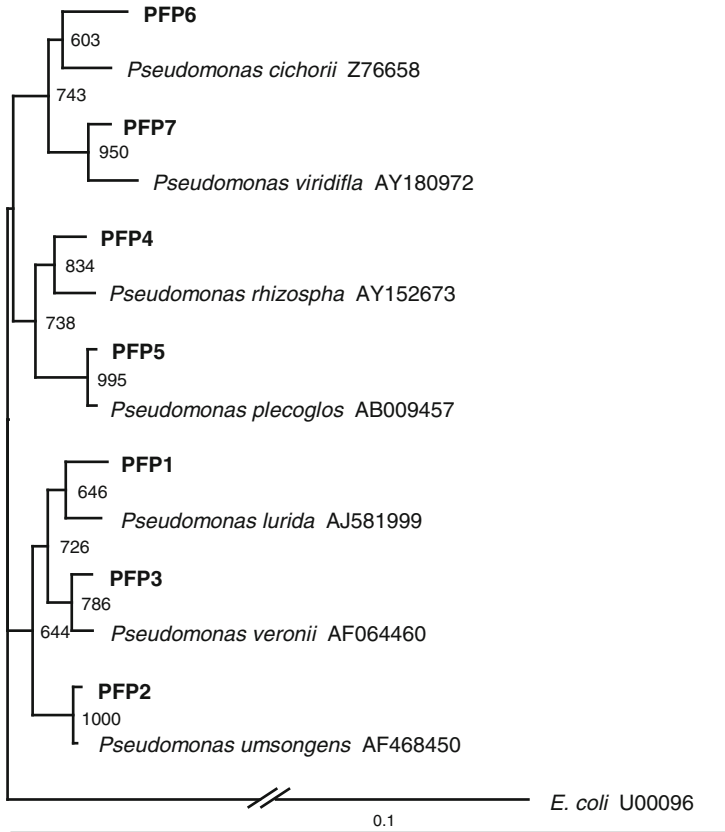 PFP6
603
Pseudomonas cichorii Z76658
743
PFP7
950
Pseudomonas viridifla AY180972
PFP4
834
Pseudomonas rhizospha AY152673
738
PFP5
995
Pseudomonas plecoglos AB009457
PFP1
646
Pseudomonas lurida AJ581999
726
PFP3
786
644
Pseudomonas veronii AF064460
PFP2
1000
Pseudomonas umsongens AF468450
E. coli U00096
0.1